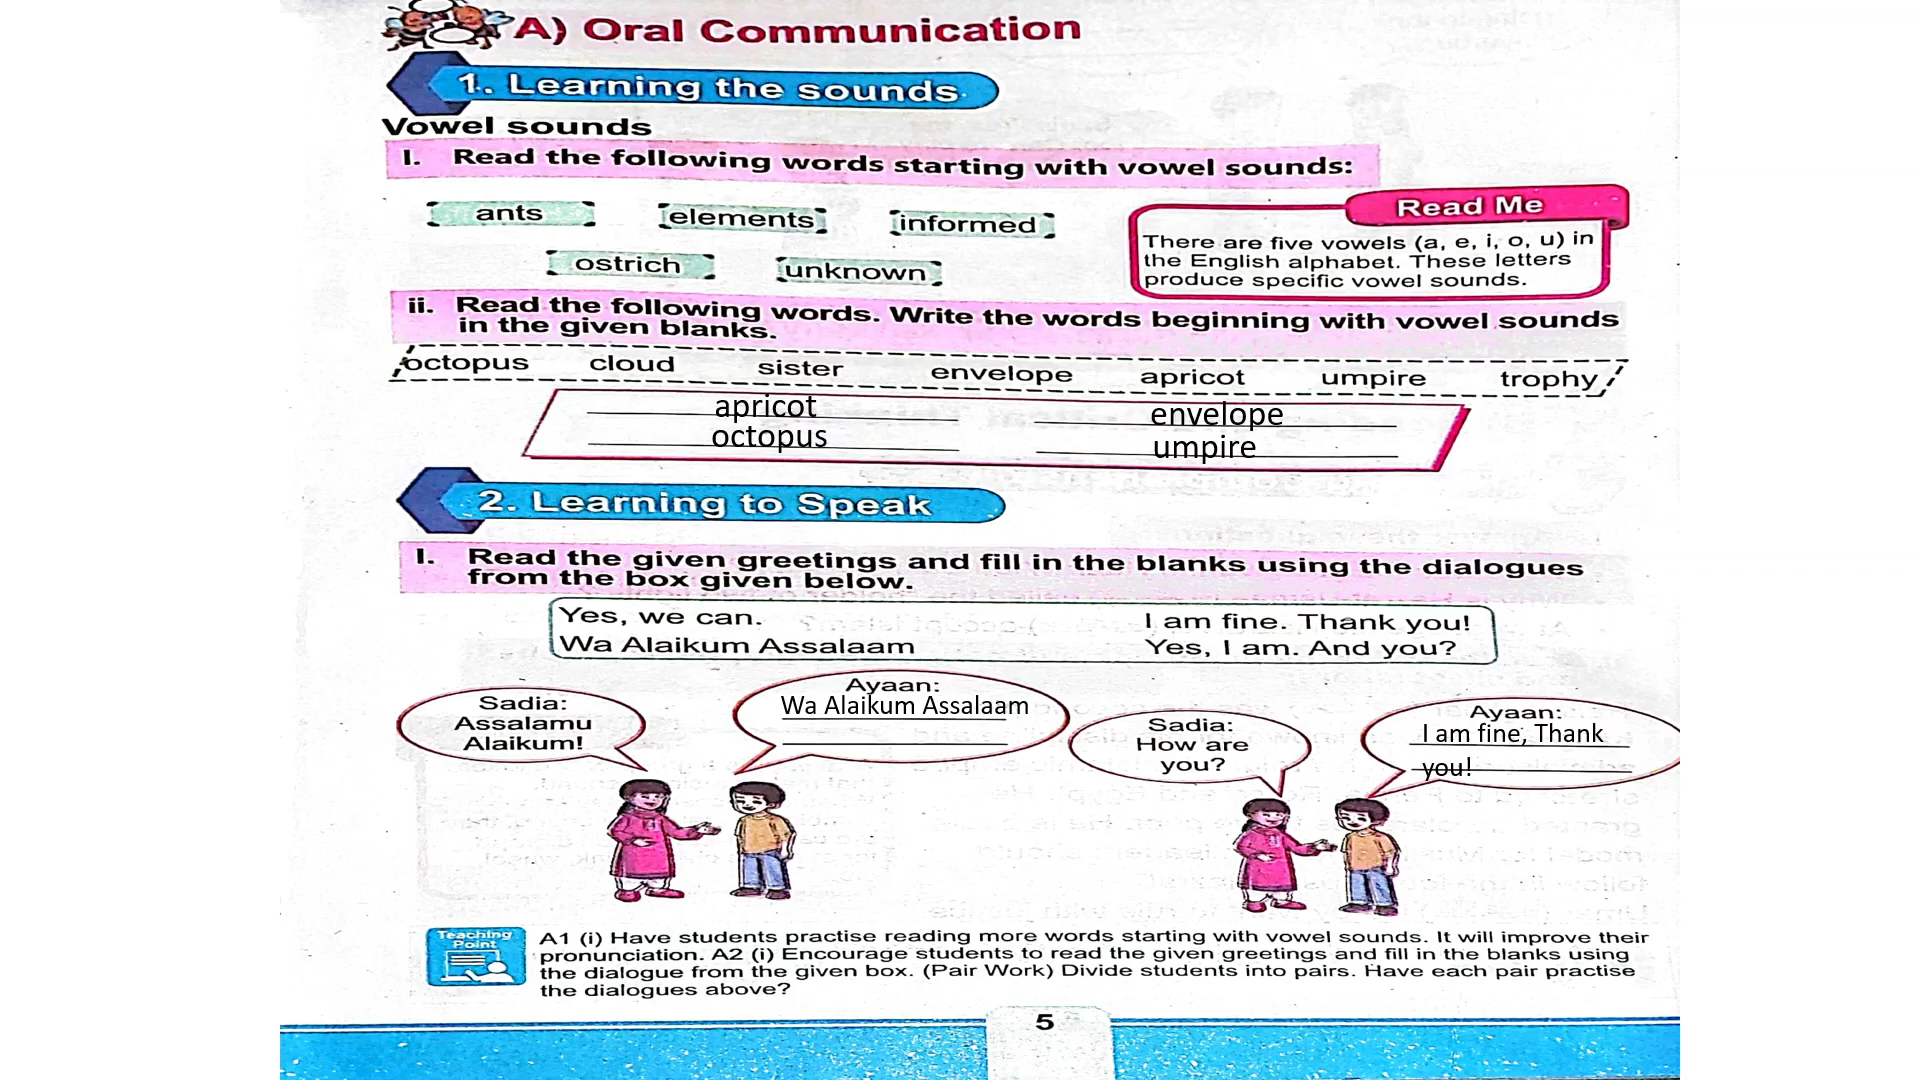 A) Oral Communication
1. Learning the sounds
Vowel sounds
I. Read the following words starting with vowel sounds:
ants elements informed
ostrich unknown
Read Me
There are five vowels (a, e, i, o, u) in
the English alphabet. These letters
produce specific vowel sounds.
ii. Read the following words. Write the words beginning with vowel sounds
in the given blanks.
octopus cloud sister envelope apricot umpire trophy
apricot envelope
octopus umpire
2. Learning to Speak
I. Read the given greetings and fill in the blanks using the dialogues
from the box given below.
Yes, we can. I am fine. Thank you!
Wa Alaikum Assalaam Yes, I am. And you?
Sadia:
Assalamu
Alaikum!
Ayaan:
Wa Alaikum Assalaam
Sadia:
How are
you?
Ayaan:
I am fine, Thank
you!
Teaching
Point
A1 (i) Have students practise reading more words starting with vowel sounds. It will improve their
pronunciation. A2 (i) Encourage students to read the given greetings and fill in the blanks using
the dialogue from the given box. (Pair Work) Divide students into pairs. Have each pair practise
the dialogues above?
5